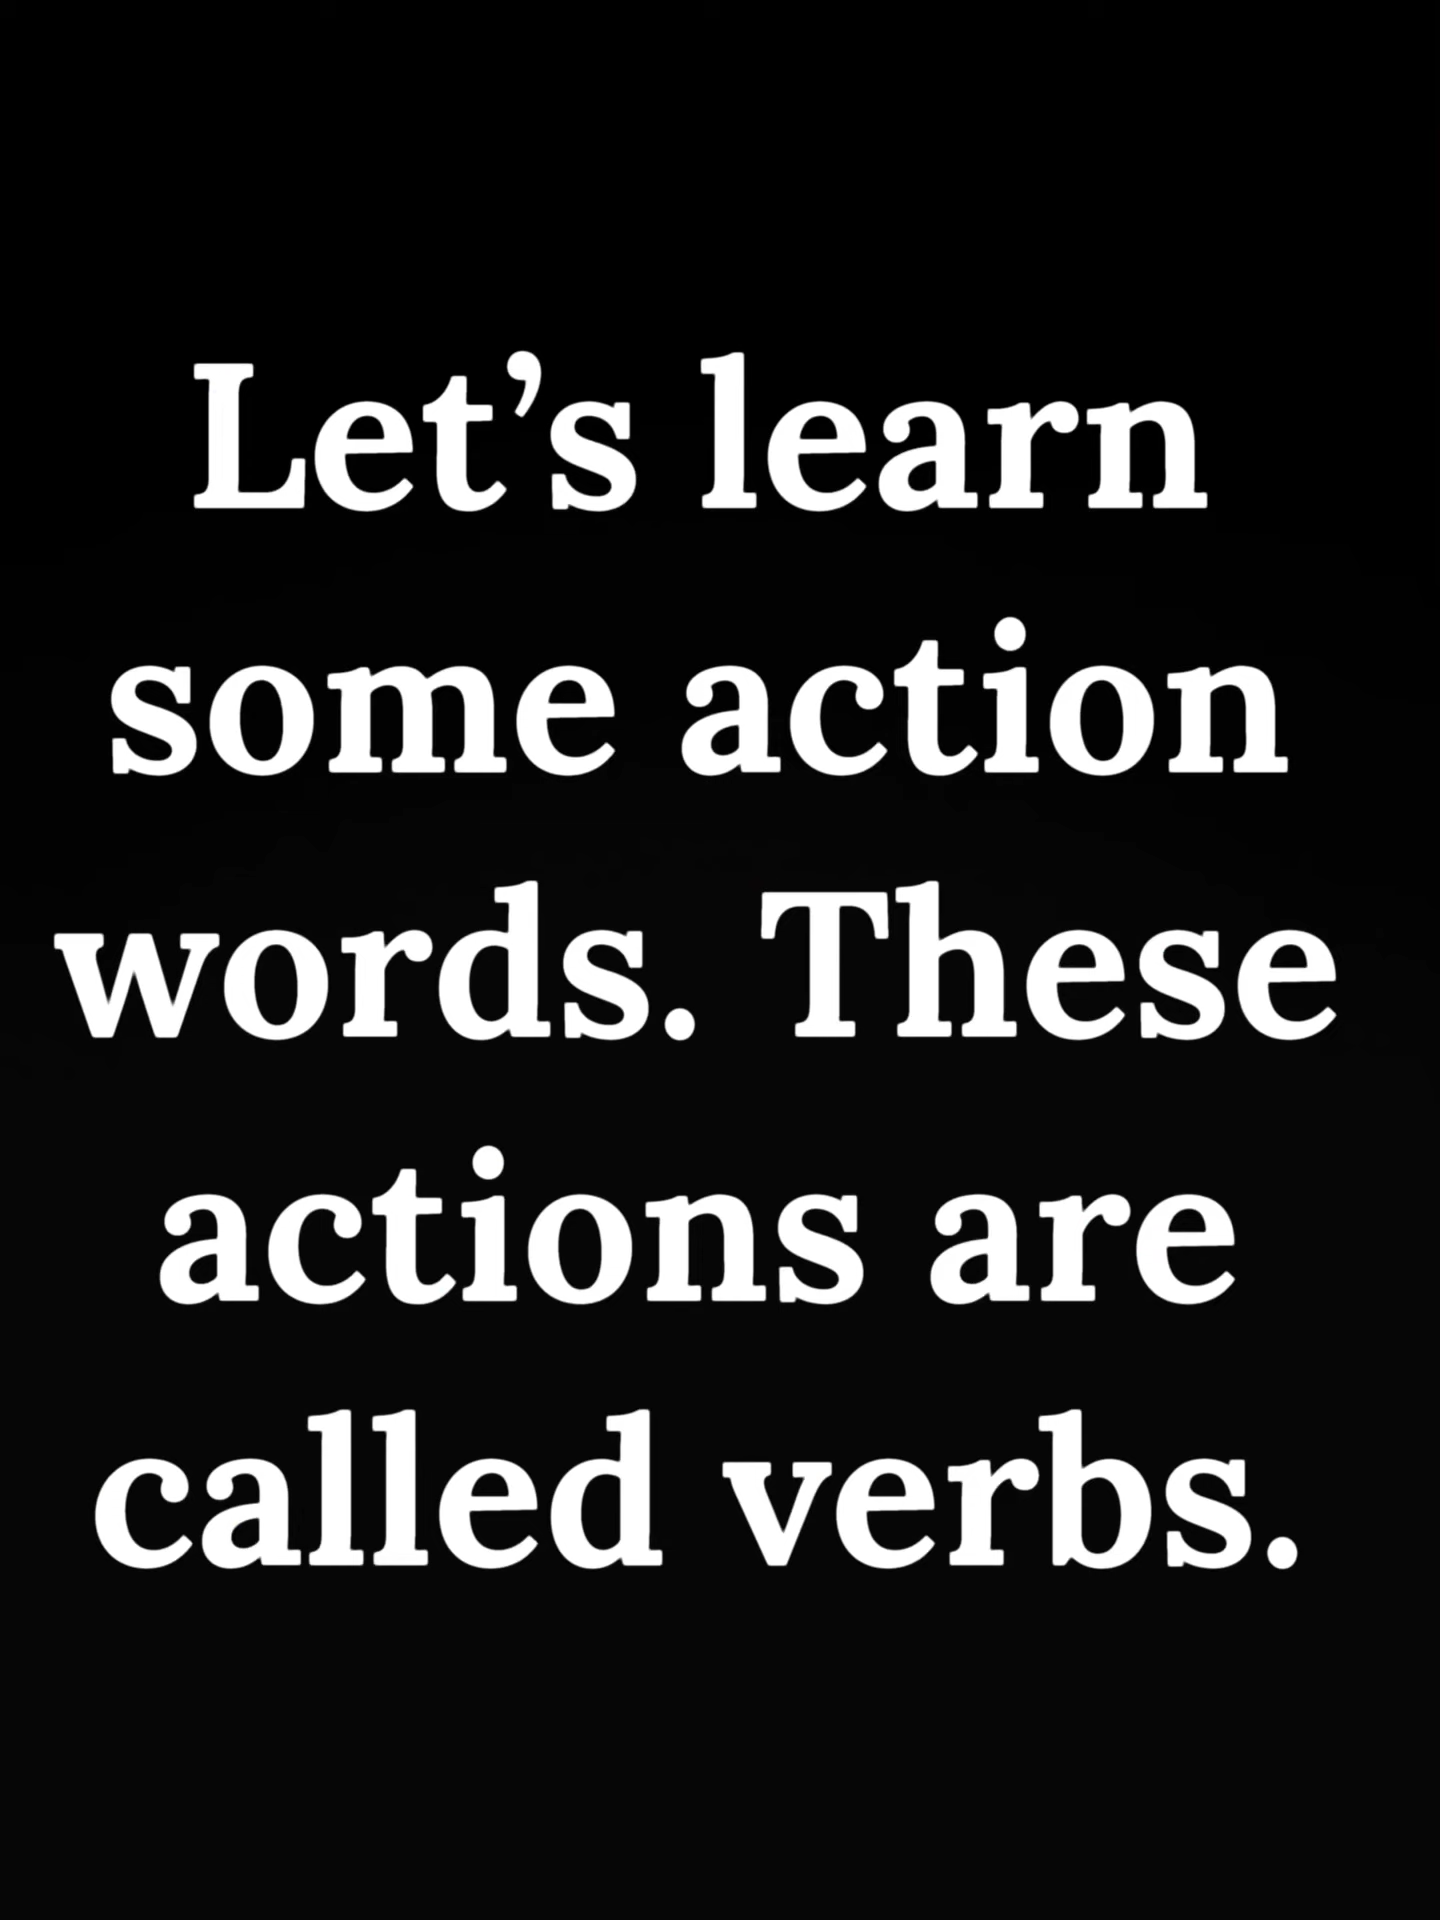 Let’s learn
some action
words. These
actions are
called verbs.